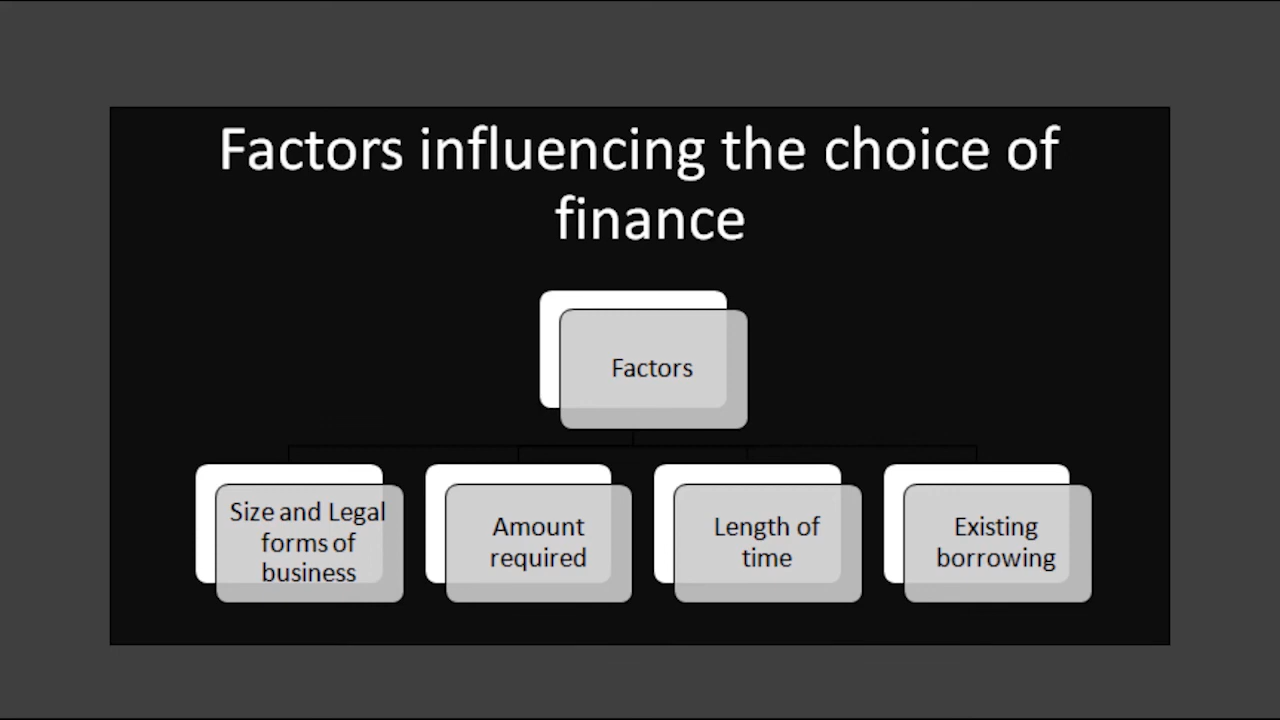 Factors influencing the choice of
finance
Factors
Size and Legal
forms of
business
Amount
required
Length of
time
Existing
borrowing